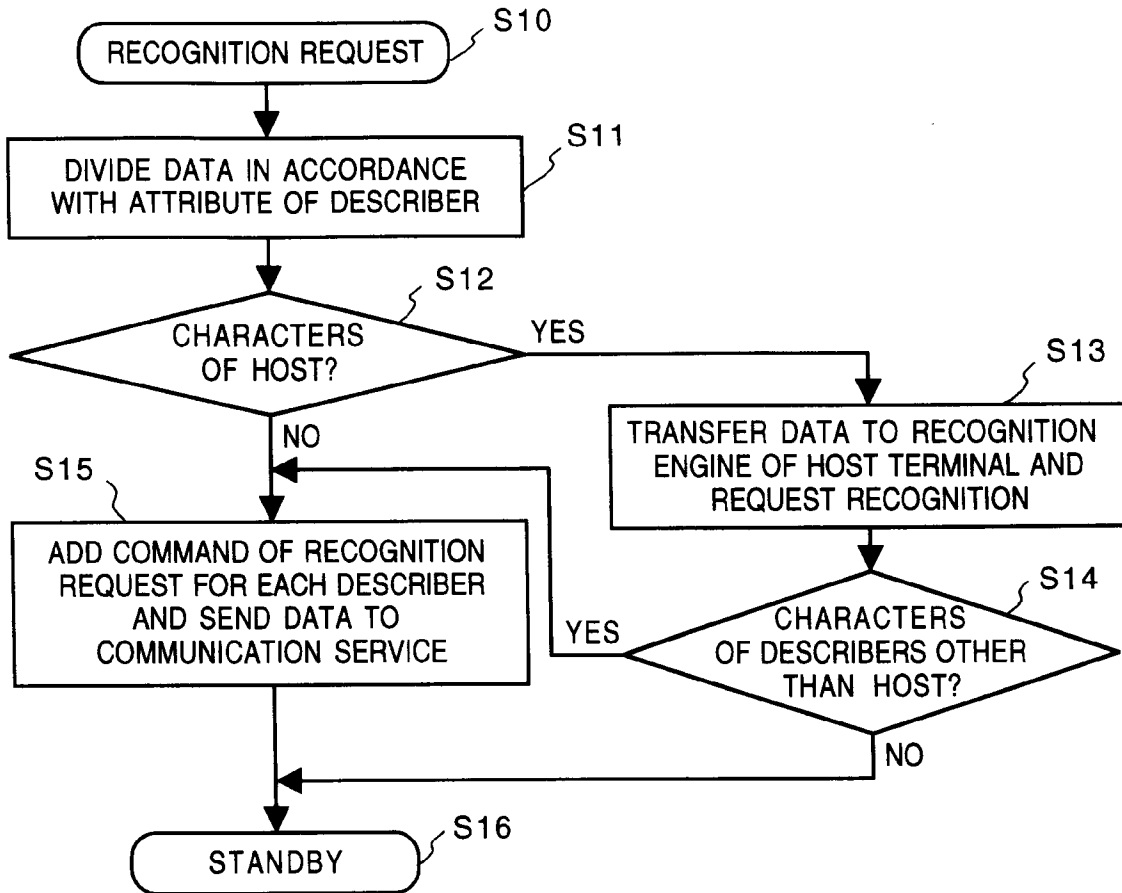 S10
RECOGNITION REQUEST
S11
DIVIDE DATA IN ACCORDANCE
WITH ATTRIBUTE OF DESCRIBER
S12
CHARACTERS
OF HOST?
YES
NO
S13
TRANSFER DATA TO RECOGNITION
ENGINE OF HOST TERMINAL AND
REQUEST RECOGNITION
S15
ADD COMMAND OF RECOGNITION
REQUEST FOR EACH DESCRIBER
AND SEND DATA TO
COMMUNICATION SERVICE
S14
CHARACTERS
OF DESCRIBERS OTHER
THAN HOST?
YES
NO
S16
STANDBY